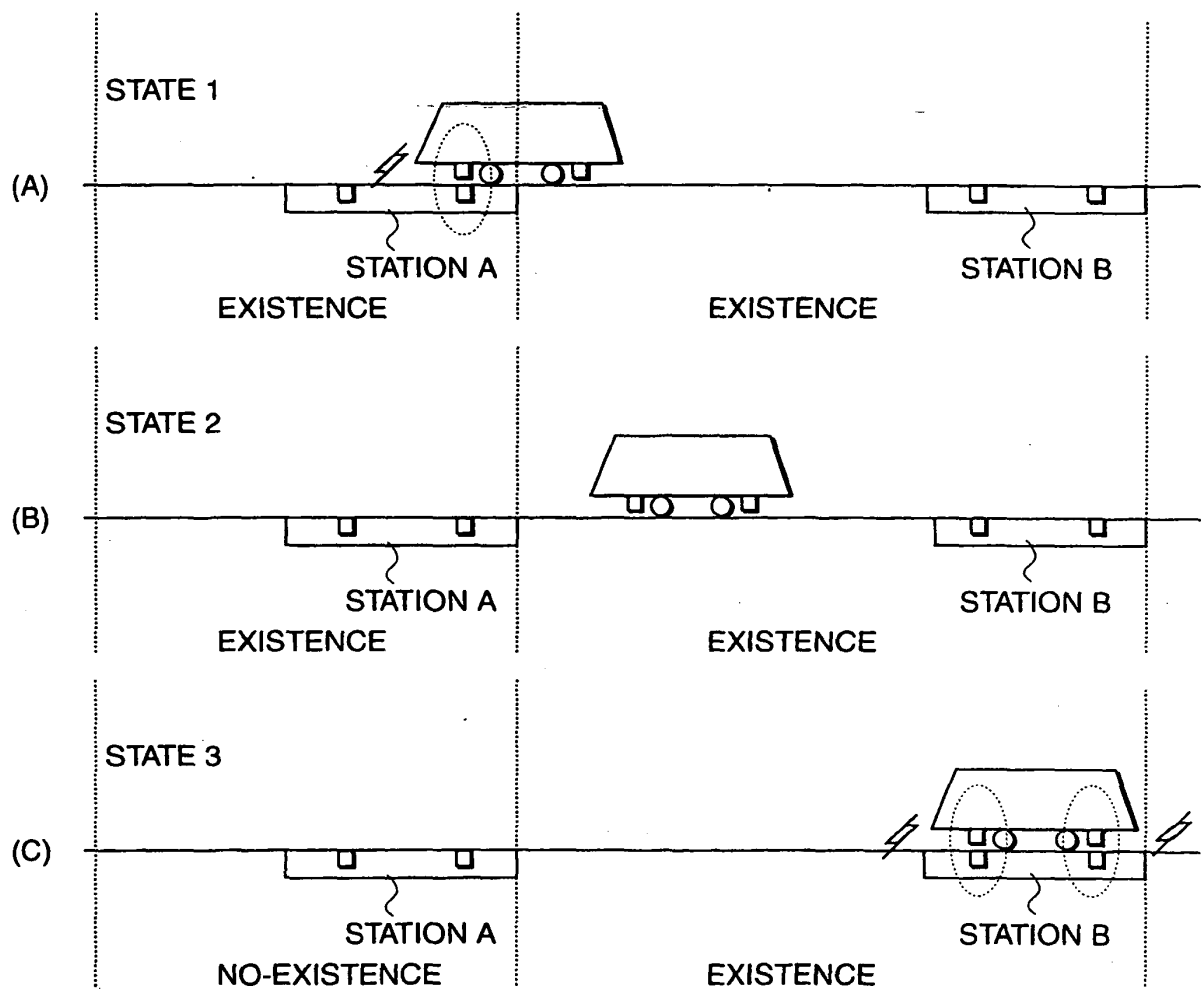 STATE 1
(A)
STATION A
STATION B
EXISTENCE
EXISTENCE
STATE 2
(B)
STATION A
STATION B
EXISTENCE
EXISTENCE
STATE 3
(C)
STATION A
STATION B
NO-EXISTENCE
EXISTENCE